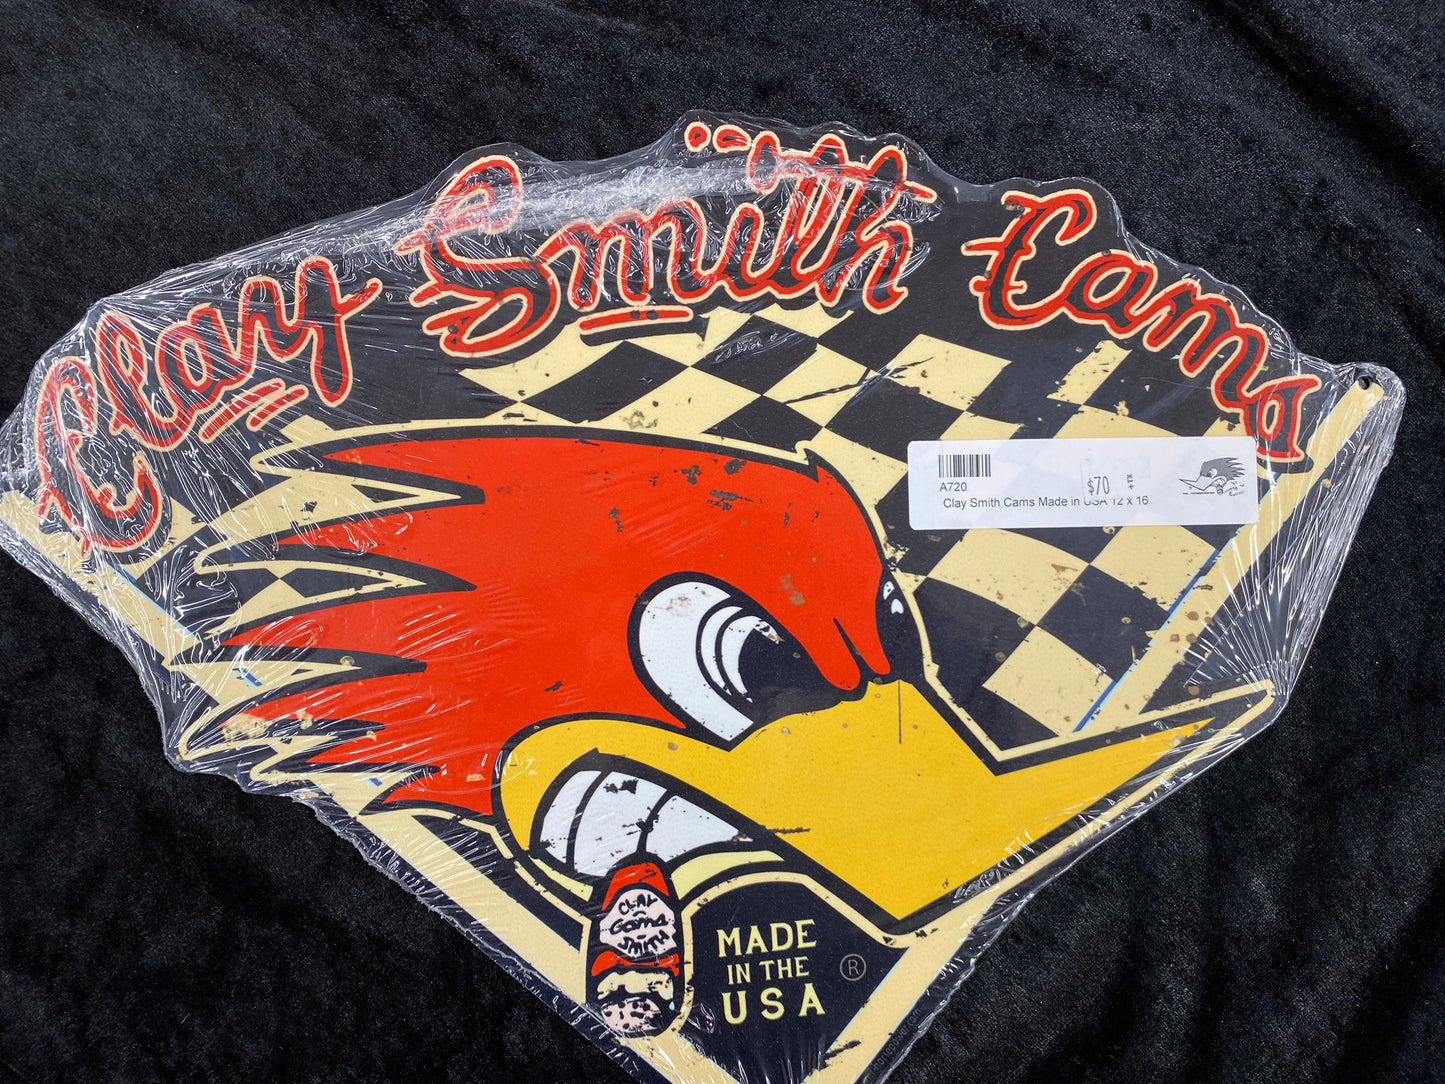 Clay Smith Cams
A720
$70
+TX
Clay Smith Cams Made in USA 12 x 16
CLAY
SMITH
MADE
IN THE
USA
®